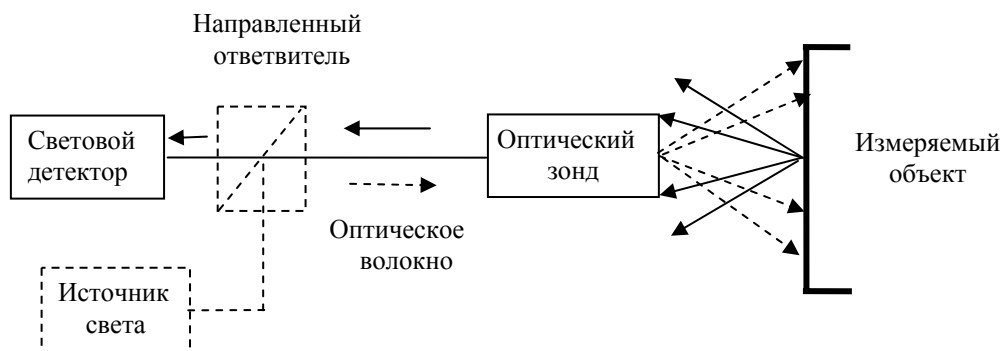 Направленный
ответвитель
Световой
детектор
Оптический
зонд
Измеряемый
объект
Оптическое
волокно
Источник
света